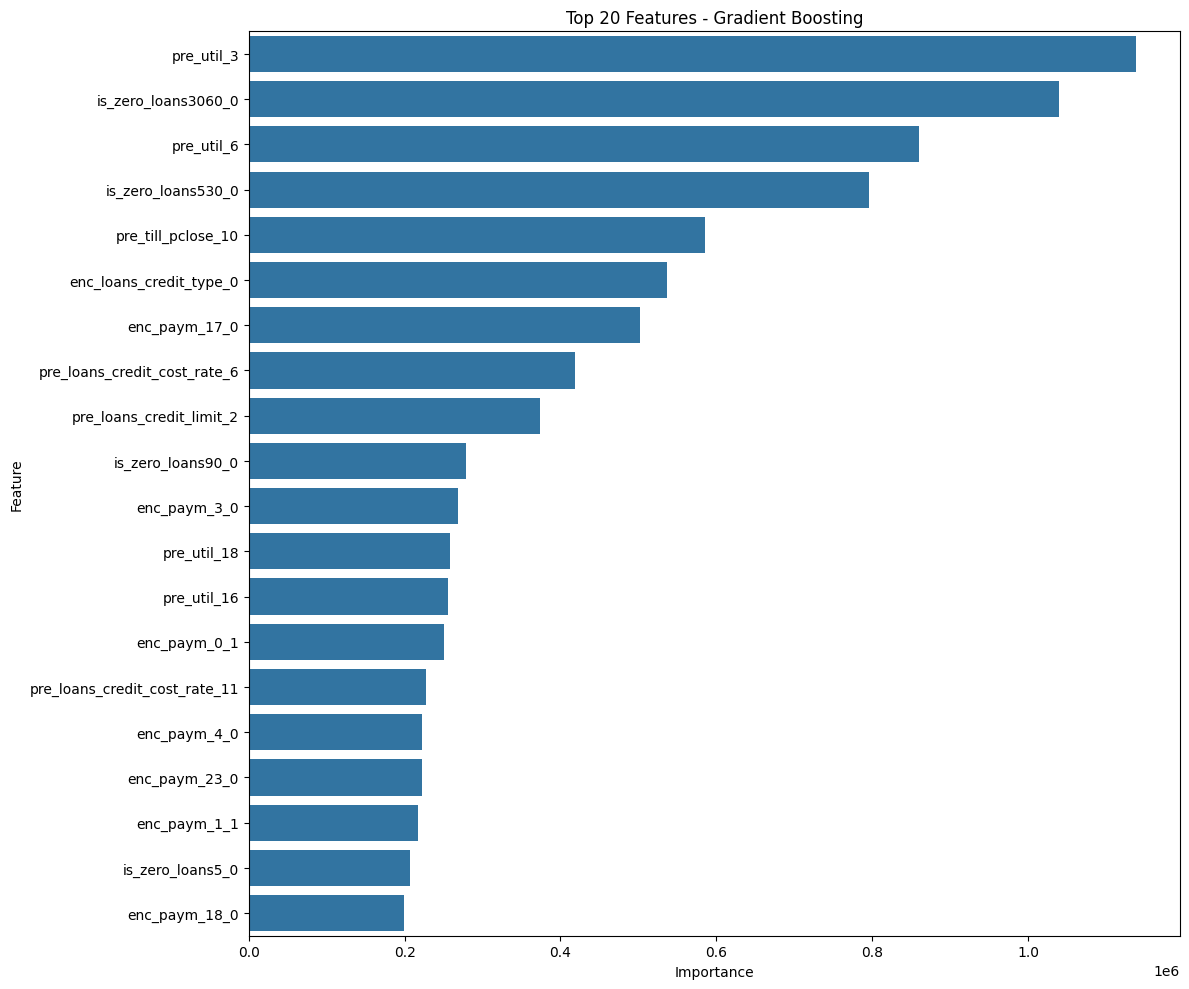 Top 20 Features - Gradient Boosting
pre_util_3
is_zero_loans3060_0
pre_util_6
is_zero_loans530_0
pre_till_pclose_10
enc_loans_credit_type_0
enc_paym_17_0
pre_loans_credit_cost_rate_6
pre_loans_credit_limit_2
is_zero_loans90_0
enc_paym_3_0
pre_util_18
pre_util_16
enc_paym_0_1
pre_loans_credit_cost_rate_11
enc_paym_4_0
enc_paym_23_0
enc_paym_1_1
is_zero_loans5_0
enc_paym_18_0
Feature
0.0 0.2 0.4 0.6 0.8 1.0
1e6
Importance